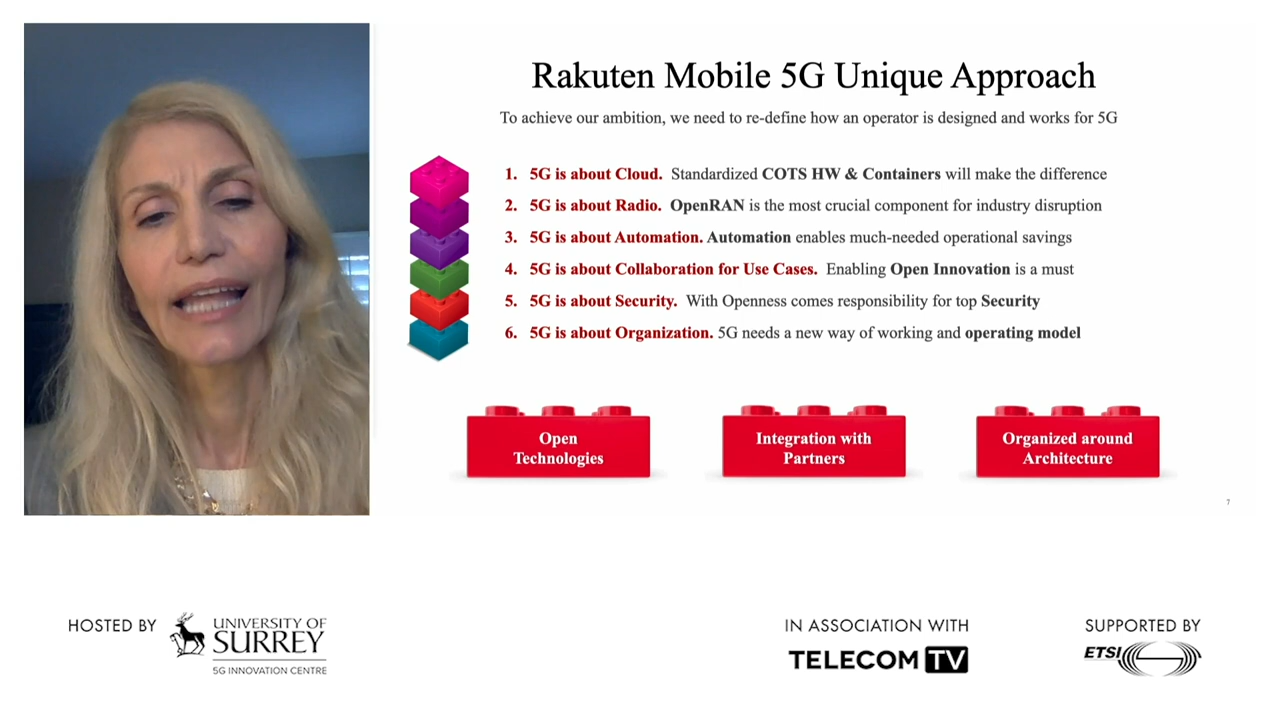 Rakuten Mobile 5G Unique Approach
To achieve our ambition, we need to re-define how an operator is designed and works for 5G
1. 5G is about Cloud. Standardized COTS HW & Containers will make the difference
2. 5G is about Radio. OpenRAN is the most crucial component for industry disruption
3. 5G is about Automation. Automation enables much-needed operational savings
4. 5G is about Collaboration for Use Cases. Enabling Open Innovation is a must
5. 5G is about Security. With Openness comes responsibility for top Security
6. 5G is about Organization. 5G needs a new way of working and operating model
Open
Technologies
Integration with
Partners
Organized around
Architecture
7
HOSTED BY
UNIVERSITY OF
SURREY
5G INNOVATION CENTRE
IN ASSOCIATION WITH
TELECOM TV
SUPPORTED BY
ETSI